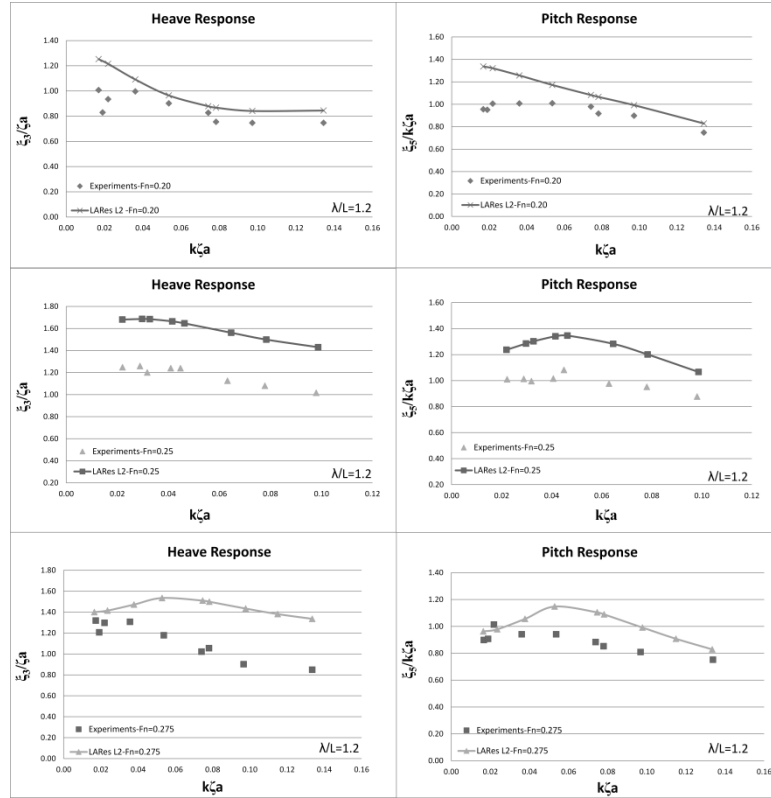 Heave Response
1.40
1.20
1.00
0.80
0.60
0.40
0.20
0.00
ξ₃/ζa
Experiments-Fn=0.20
LARes L2 -Fn=0.20
λ/L=1.2
0.00 0.02 0.04 0.06 0.08 0.10 0.12 0.14 0.16
kζa
Pitch Response
1.60
1.40
1.20
1.00
0.80
0.60
0.40
0.20
0.00
ξ₅/kζa
Experiments-Fn=0.20
LARes L2-Fn=0.20
λ/L=1.2
0.00 0.02 0.04 0.06 0.08 0.10 0.12 0.14 0.16
kζa
Heave Response
1.80
1.60
1.40
1.20
1.00
0.80
0.60
0.40
0.20
ξ₃/ζa
Experiments-Fn=0.25
LARes L2-Fn=0.25
λ/L=1.2
0.00 0.02 0.04 0.06 0.08 0.10 0.12
kζa
Pitch Response
1.60
1.40
1.20
1.00
0.80
0.60
0.40
0.20
ξ₅/kζa
Experiments-Fn=0.25
LARes L2-Fn=0.25
λ/L=1.2
0.00 0.02 0.04 0.06 0.08 0.10 0.12
kζa
Heave Response
1.80
1.60
1.40
1.20
1.00
0.80
0.60
0.40
0.20
0.00
ξ₃/ζa
Experiments-Fn=0.275
LARes L2-Fn=0.275
λ/L=1.2
0.00 0.02 0.04 0.06 0.08 0.10 0.12 0.14 0.16
kζa
Pitch Response
1.40
1.20
1.00
0.80
0.60
0.40
0.20
0.00
ξ₅/kζa
Experiments-Fn=0.275
LARes L2-Fn=0.275
λ/L=1.2
0.00 0.02 0.04 0.06 0.08 0.10 0.12 0.14 0.16
kζa